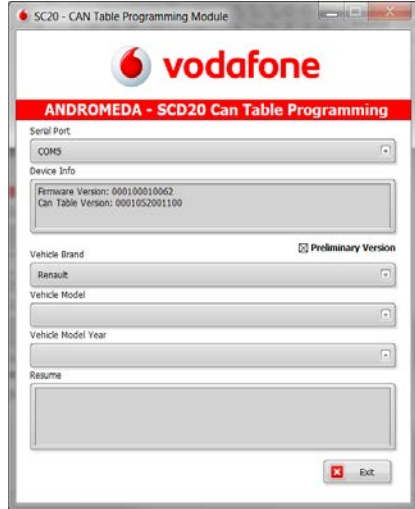 SC20 - CAN Table Programming Module
vodafone
ANDROMEDA - SCD20 Can Table Programming
Serial Port
COM5
Device Info
Firmware Version: 000100010062
Can Table Version: 0001052001100
Preliminary Version
Vehicle Brand
Renault
Vehicle Model
Vehicle Model Year
Resume
Exit